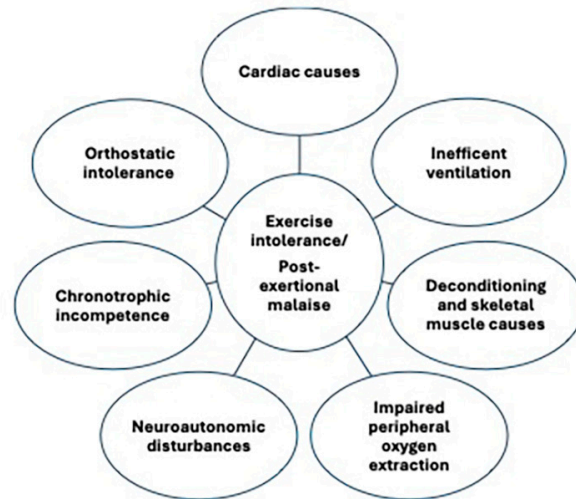 Cardiac causes
Orthostatic
intolerance
Inefficent
ventilation
Exercise
intolerance/
Post-
exertional
malaise
Chronotrophic
incompetence
Deconditioning
and skeletal
muscle causes
Neuroautonomic
disturbances
Impaired
peripheral
oxygen
extraction